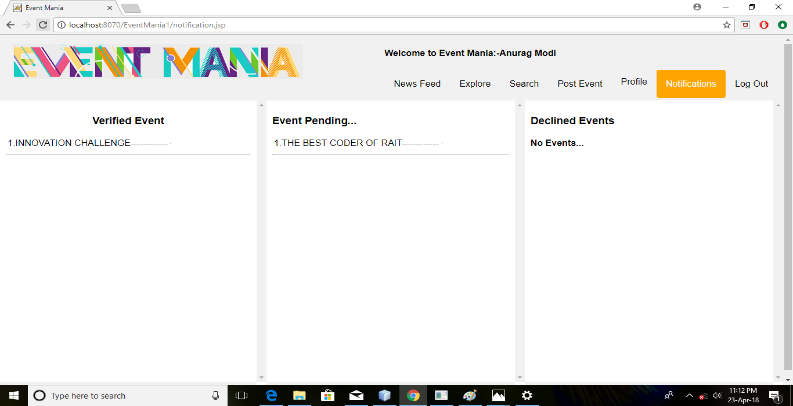 Event Mania
localhost:8070/EventMania1/notification.jsp
EVENT MANIA
Welcome to Event Mania:-Anurag Modi
News Feed Explore Search Post Event Profile Notifications Log Out
Verified Event
1.INNOVATION CHALLENGE------------ -
Event Pending...
1.THE BEST CODER OF RAIT------------ -
Declined Events
No Events...
Type here to search
11:12 PM
23-Apr-18